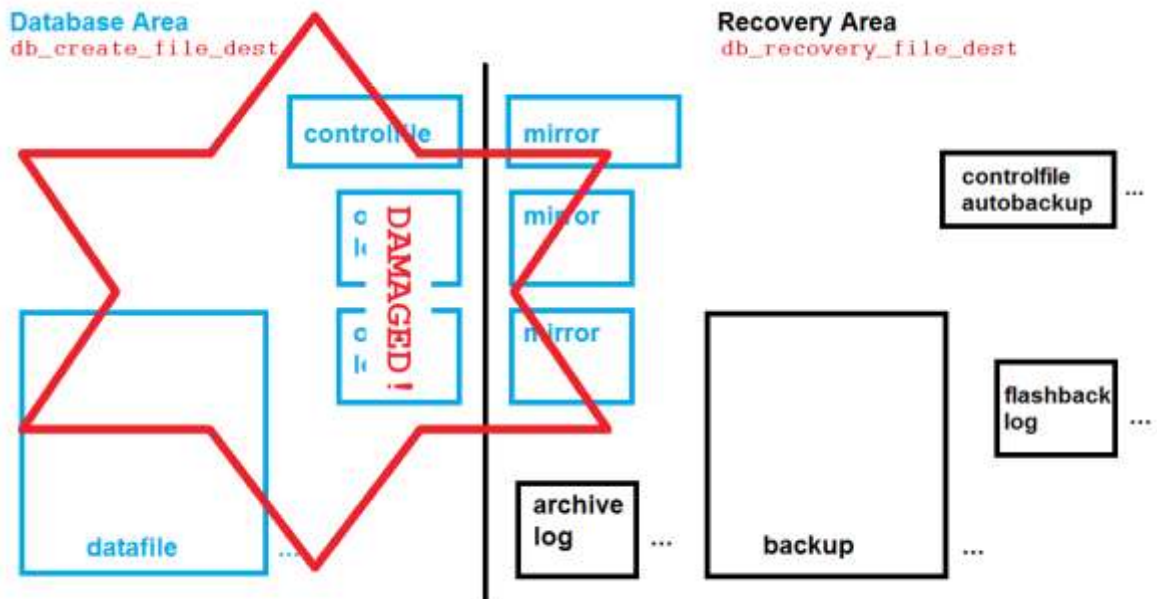 Database Area
db_create_file_dest
Recovery Area
db_recovery_file_dest
controlfile
mirror
controlfile
autobackup
...
mirror
DAMAGED!
mirror
flashback
log
...
archive
log
...
datafile
...
backup
...